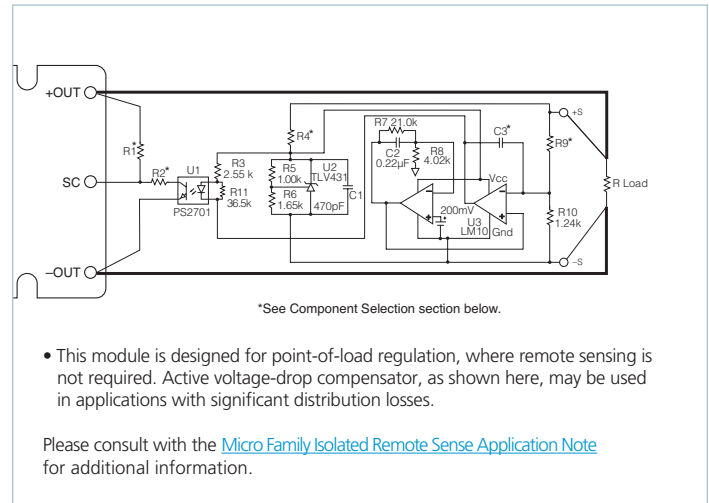 +OUT
R1*
SC
R2*
U1
PS2701
–OUT
R3
2.55 k
R11
36.5k
R4*
R5
1.00k
R6
1.65k
U2
TLV431
470pF
C1
R7 21.0k
C2
0.22µF
R8
4.02k
C3*
Vcc
200mV
U3
LM10
Gnd
+S
R9*
R10
1.24k
–S
R Load
*See Component Selection section below.
• This module is designed for point-of-load regulation, where remote sensing is
not required. Active voltage-drop compensator, as shown here, may be used
in applications with significant distribution losses.
Please consult with the Micro Family Isolated Remote Sense Application Note
for additional information.